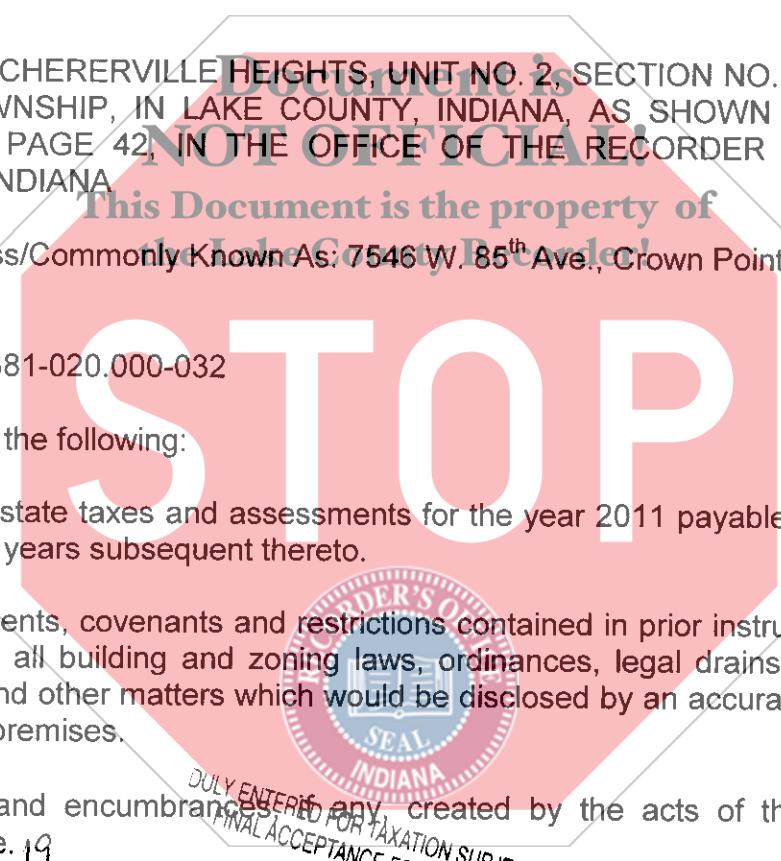 CHERERVILLE HEIGHTS, UNIT NO. 2, SECTION NO.
WNSHIP, IN LAKE COUNTY, INDIANA, AS SHOWN
PAGE 42, IN THE OFFICE OF THE RECORDER
NDIANA
Document is
NOT OFFICIAL!
This Document is the property of
the Lake County Recorder!
ss/Commonly Known As: 7546 W. 85th Ave., Crown Point
81-020.000-032
STOP
the following:
state taxes and assessments for the year 2011 payable
years subsequent thereto.
ents, covenants and restrictions contained in prior instru
all building and zoning laws, ordinances, legal drains
nd other matters which would be disclosed by an accura
premises.
RECORDER'S OFFICE
SEAL
INDIANA
and encumbrances, if any, created by the acts of th
e. 19
DULY ENTERED FOR TAXATION SUBJE
FINAL ACCEPTANCE FO